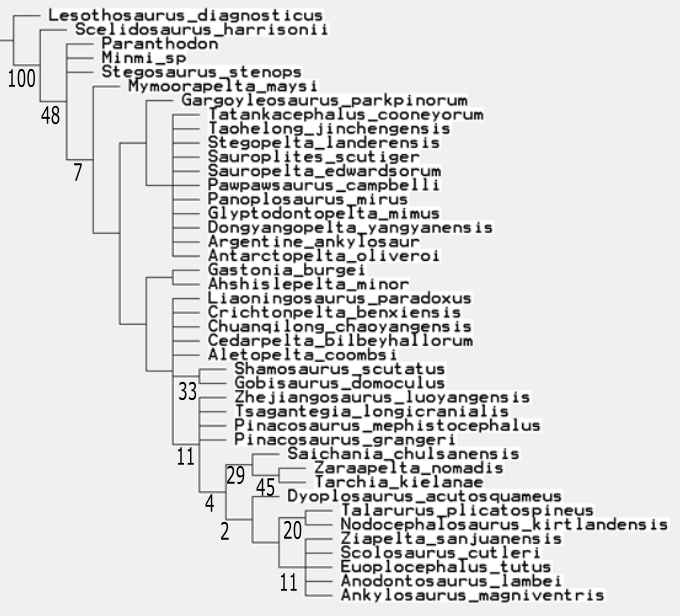 Lesothosaurus_diagnosticus
Scelidosaurus_harrisonii
Paranthodon
Minmi_sp
100
Stegosaurus_stenops
Mymoorapelta_maysi
Gargoyleosaurus_parkpinorum
48
Tatankacephalus_cooneyorum
Taohelong_jinchengensis
Stegopelta_landerensis
Sauroplites_scutiger
7
Sauropelta_edwardsorum
Pawpawsaurus_campbelli
Panoplosaurus_mirus
Glyptodontopelta_mimus
Dongyangopelta_yangyanensis
Argentine_ankylosaur
Antarctopelta_oliveroi
Gastonia_burgei
Ahshislepelta_minor
Liaoningosaurus_paradoxus
Crichtonpelta_benxiensis
Chuanqilong_chaoyangensis
Cedarpelta_bilbeyhallorum
Aletopelta_coombsi
Shamosaurus_scutatus
Gobisaurus_domoculus
33
Zhejiangosaurus_luoyangensis
Tsagantegia_longicranialis
Pinacosaurus_mephistocephalus
Pinacosaurus_grangeri
11
Saichania_chulsanensis
Zaraapelta_nomadis
29
Tarchia_kielanae
45
Dyoplosaurus_acutosquameus
4
Talarurus_plicatospineus
Nodocephalosaurus_kirtlandensis
2
20
Ziapelta_sanjuanensis
Scolosaurus_cutleri
Euoplocephalus_tutus
Anodontosaurus_lambei
11
Ankylosaurus_magniventris